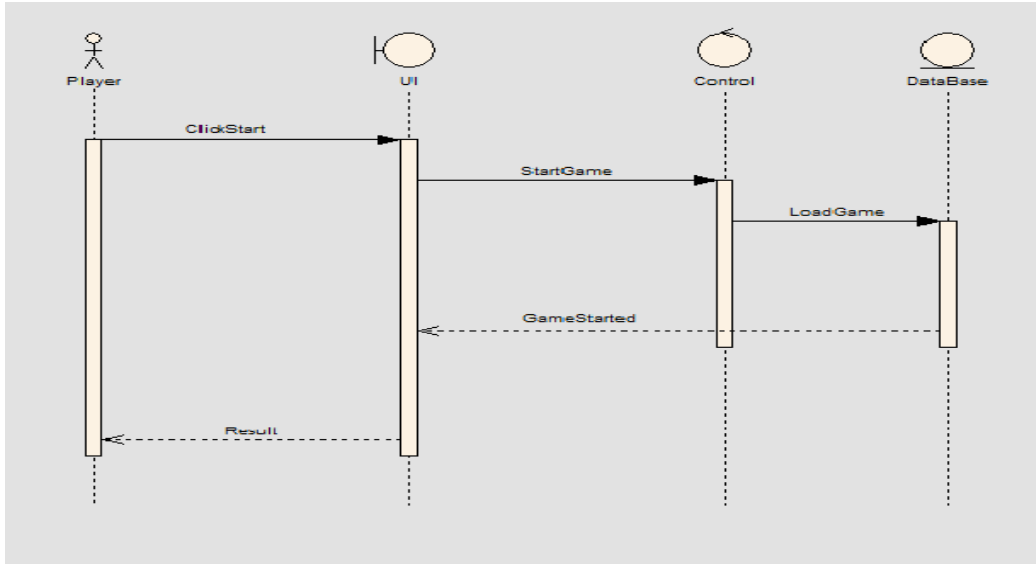 Player
UI
Control
DataBase
ClickStart
StartGame
LoadGame
GameStarted
Result